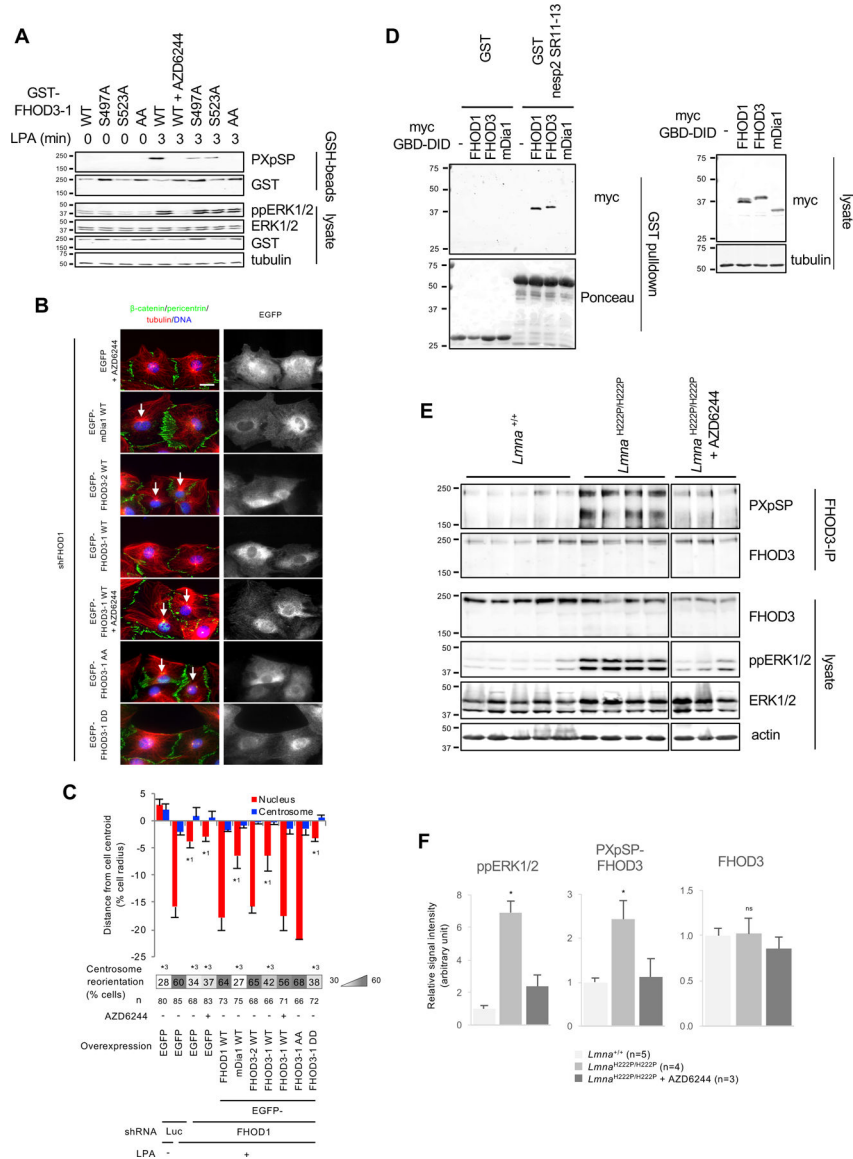 A
GST-
FHOD3-1
WT
S497A
S523A
AA
WT
WT + AZD6244
S497A
S523A
AA
LPA (min) 0 0 0 0 3 3 3 3 3
250
150
PXpSP
250
150
GST
GSH-beads
50
37
ppERK1/2
50
37
ERK1/2
250
150
GST
75
50
tubulin
lysate
B
β-catenin/pericentrin/
tubulin/DNA
EGFP
shFHOD1
EGFP
+ AZD6244
EGFP-
mDia1 WT
EGFP-
FHOD3-2 WT
EGFP-
FHOD3-1 WT
EGFP-
FHOD3-1 WT
+ AZD6244
EGFP-
FHOD3-1 AA
EGFP-
FHOD3-1 DD
C
Distance from cell centroid
(% cell radius)
5
0
-5
-10
-15
-20
-25
Nucleus
Centrosome
*1 *1 *1 *1 *1
*3 *3 *3 *3 *3 *3
Centrosome
reorientation
(% cells)
28 60 34 37 64 27 65 42 56 68 38
30 60
n 80 85 68 83 73 75 68 66 71 66 72
AZD6244 - - - + - - - - + - -
Overexpression
EGFP
EGFP
EGFP
EGFP
FHOD1 WT
mDia1 WT
FHOD3-2 WT
FHOD3-1 WT
FHOD3-1 WT
FHOD3-1 AA
FHOD3-1 DD
EGFP-
shRNA Luc FHOD1
LPA - +
D
GST
GST
nesp2 SR11-13
myc
GBD-DID
-
FHOD1
FHOD3
mDia1
-
FHOD1
FHOD3
mDia1
75
50
37
25
myc
75
50
37
25
Ponceau
GST pulldown
myc
GBD-DID
-
FHOD1
FHOD3
mDia1
75
50
37
25
myc
75
50
tubulin
lysate
E
Lmna +/+
Lmna H222P/H222P
Lmna H222P/H222P
+ AZD6244
250
150
PXpSP
250
150
FHOD3
FHOD3-IP
250
150
FHOD3
50
37
ppERK1/2
50
37
ERK1/2
50
37
actin
lysate
F
Relative signal intensity
(arbitrary unit)
ppERK1/2
8
6
4
2
0
*
PXpSP-
FHOD3
3
2
1
0
*
FHOD3
1.5
1.0
0.5
0.0
ns
Lmna+/+ (n=5)
LmnaH222P/H222P (n=4)
LmnaH222P/H222P + AZD6244 (n=3)